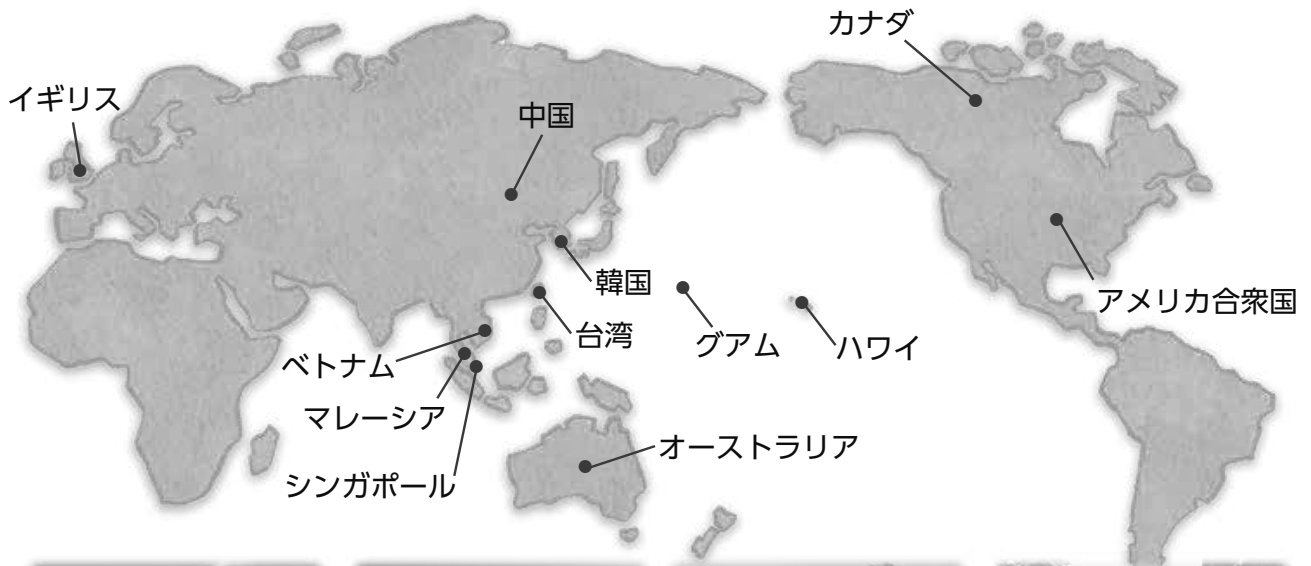 カナダ
イギリス
中国
韓国
アメリカ合衆国
台湾
グアム
ハワイ
ベトナム
マレーシア
オーストラリア
シンガポール